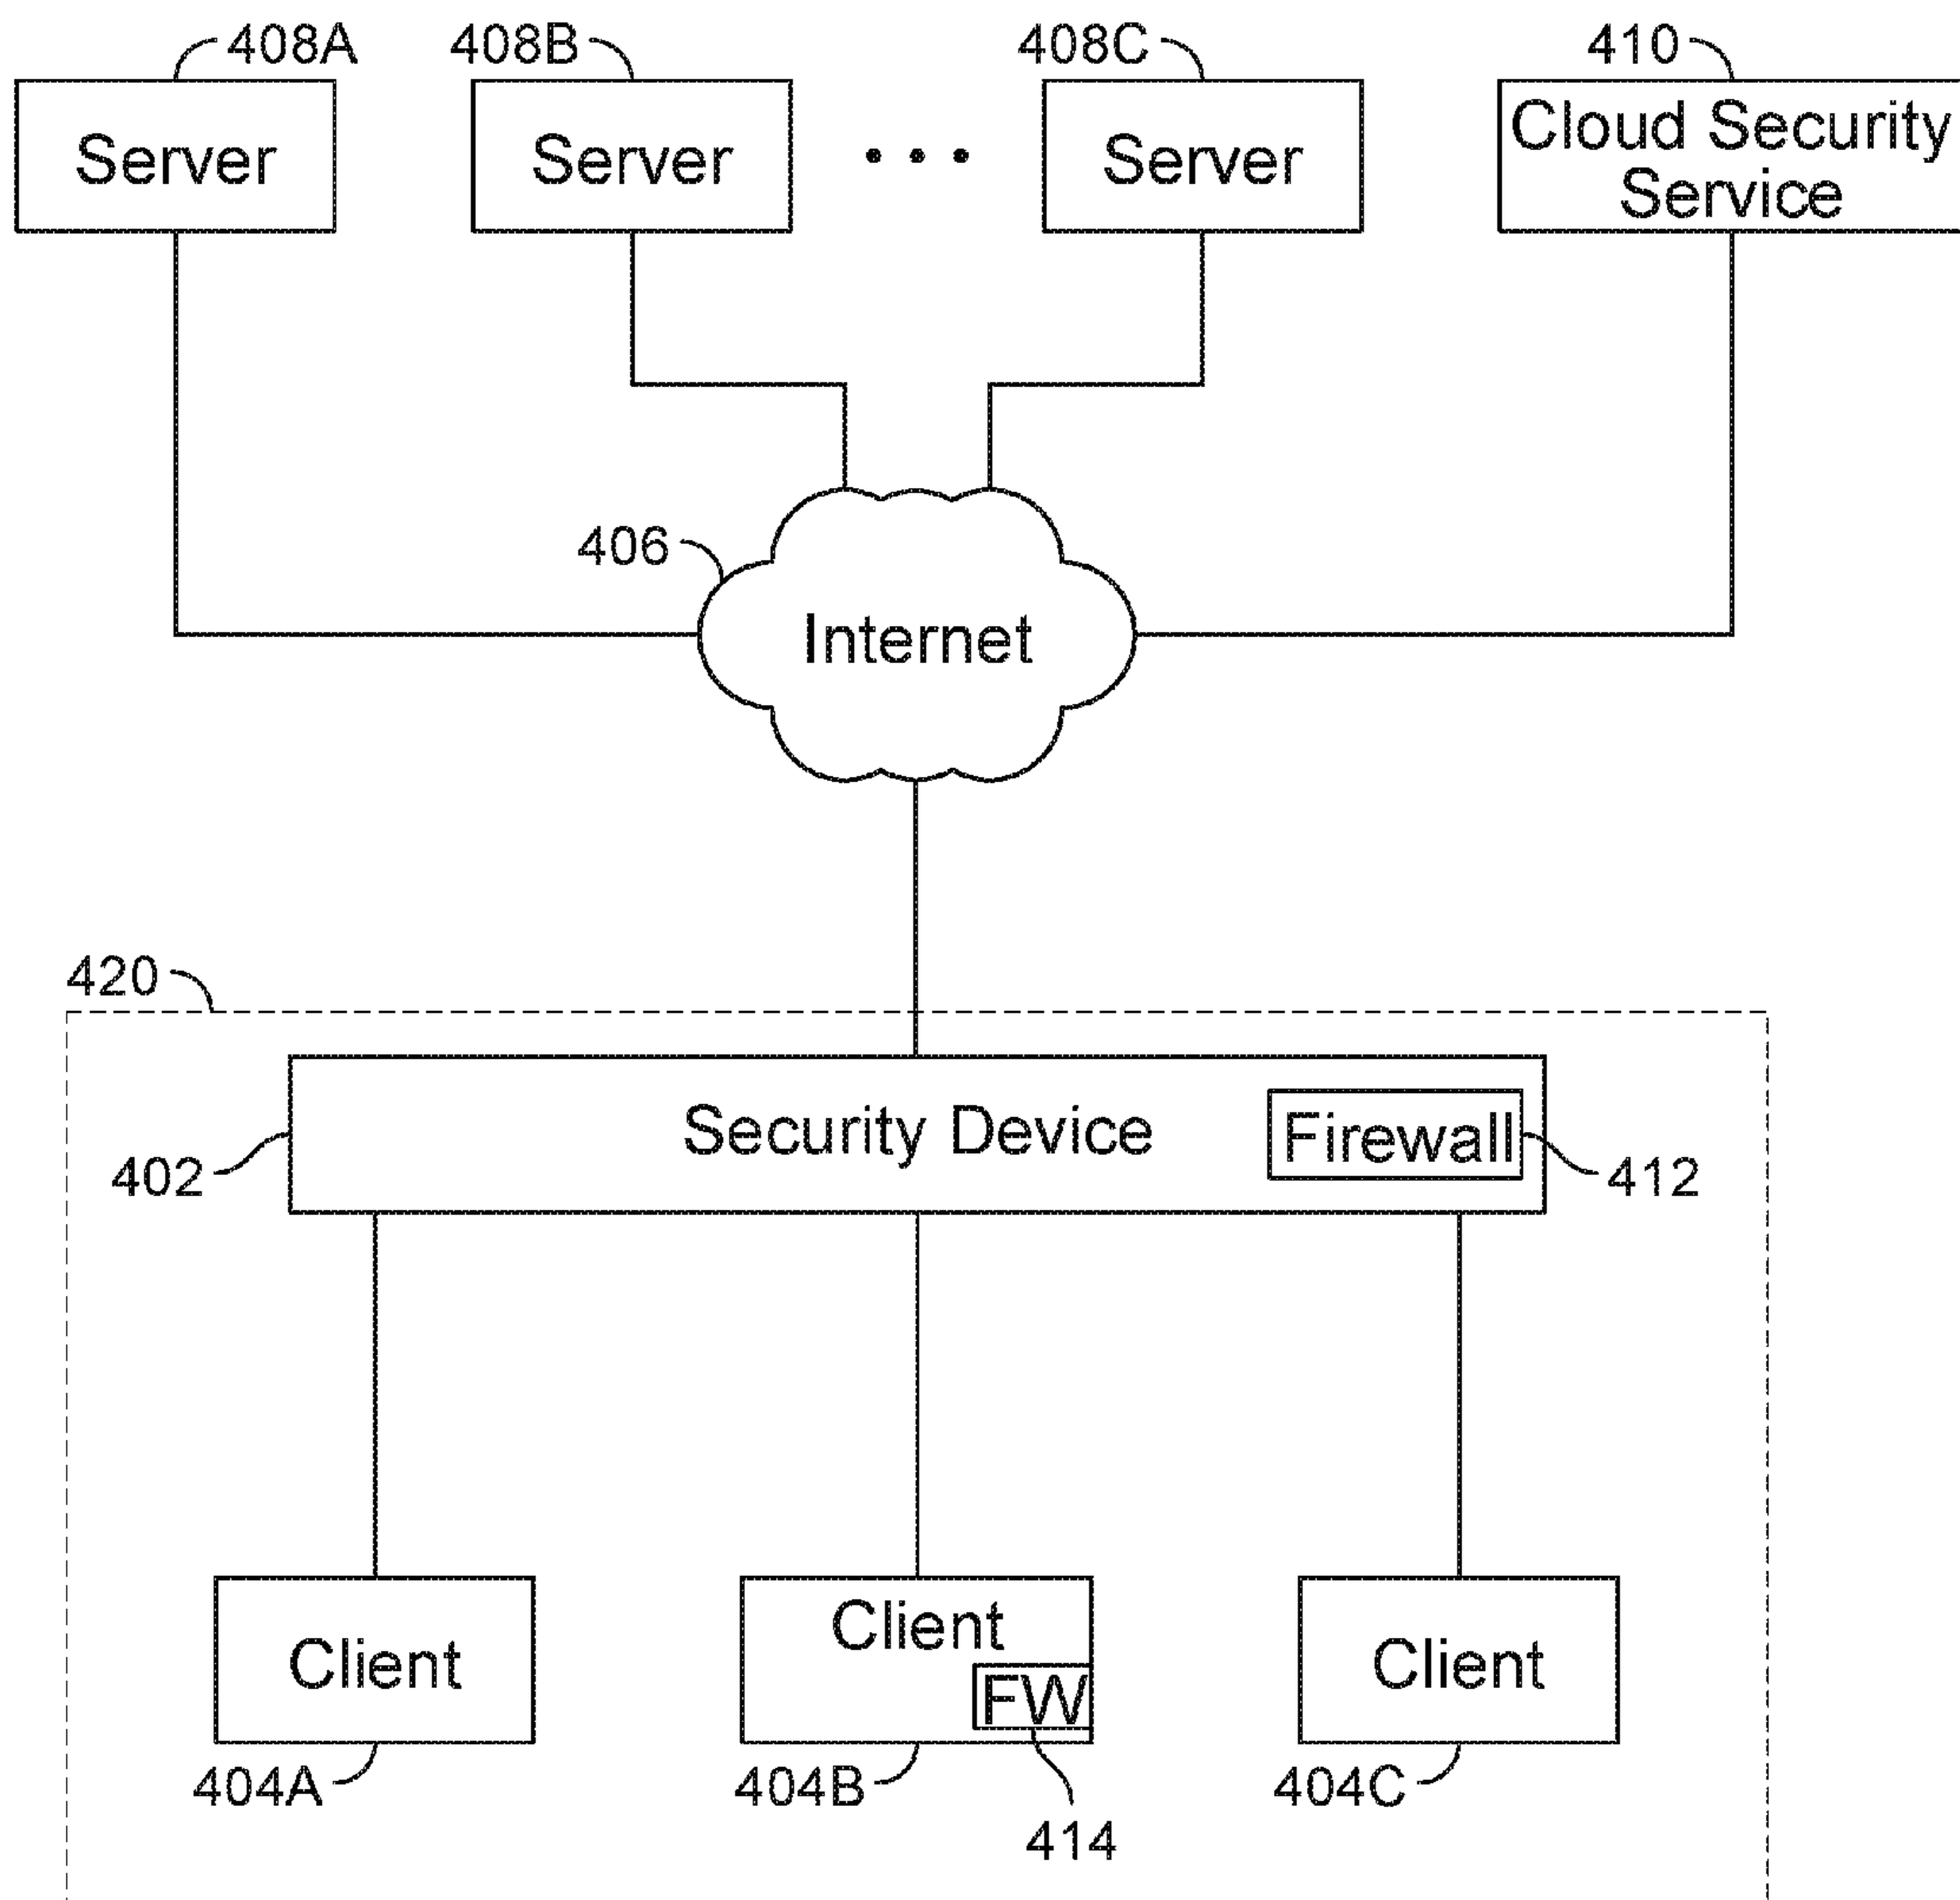 408A
408B
408C
410
Server
Server
Server
Cloud Security
Service
406
Internet
420
Security Device
Firewall
402
412
Client
Client
FW
Client
404A
404B
404C
414